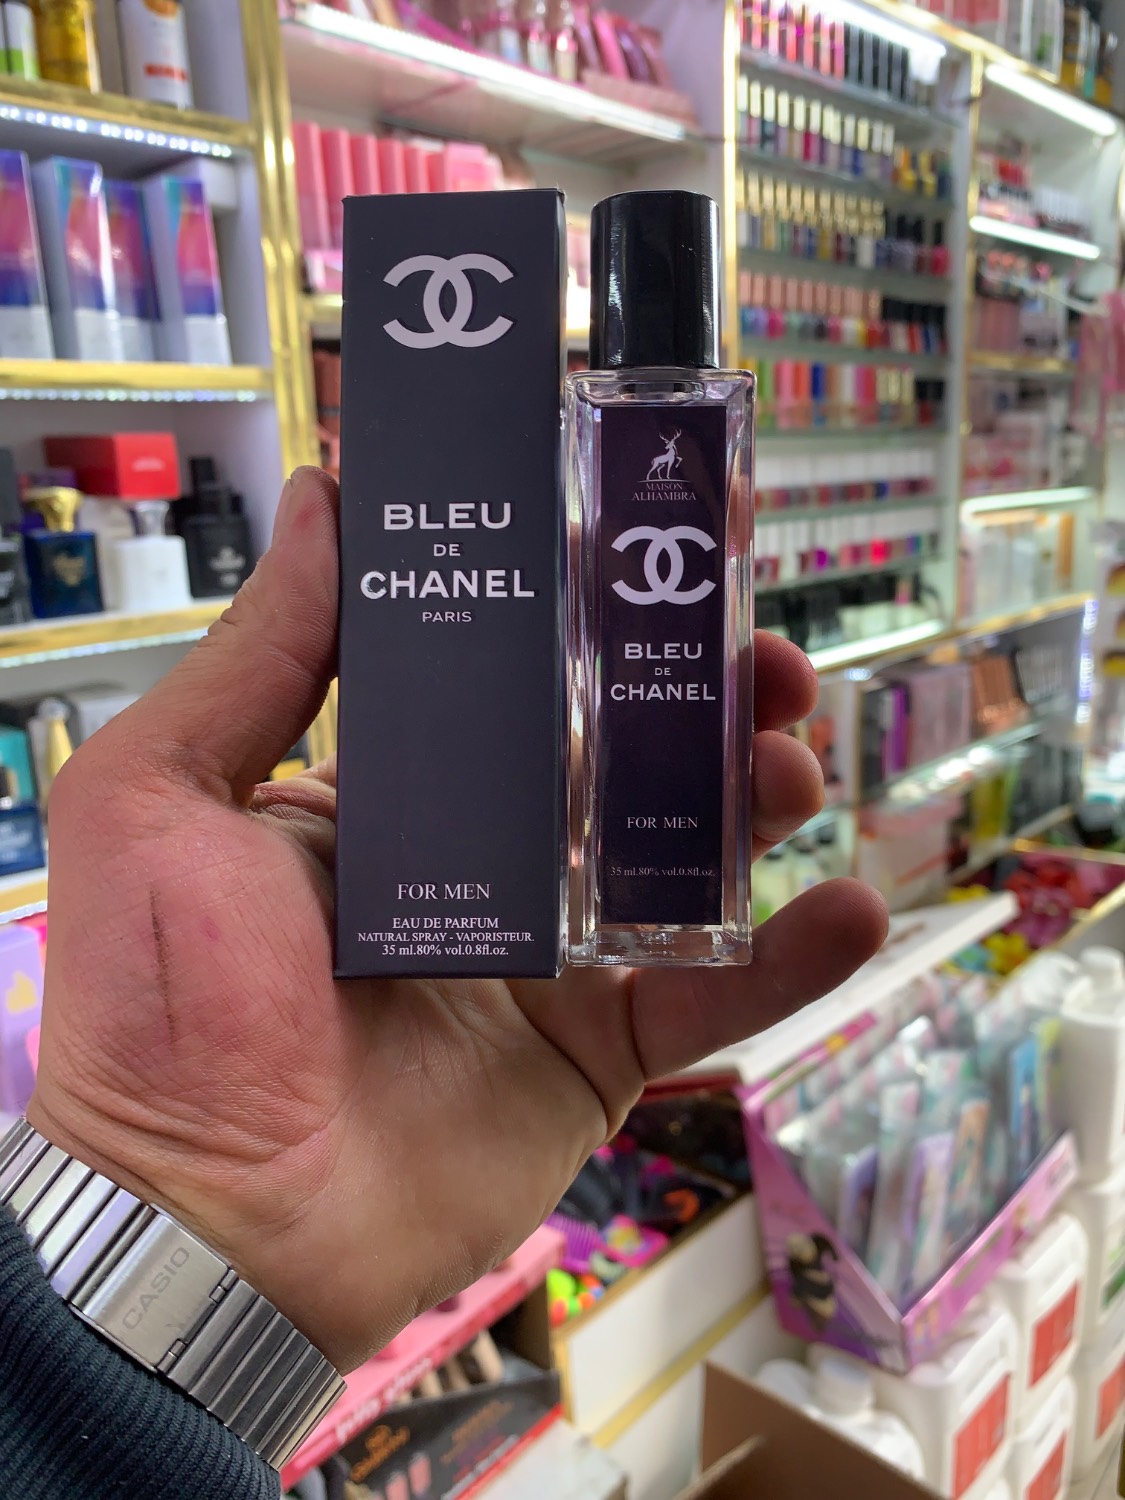 BLEU
DE
CHANEL
PARIS
FOR MEN
EAU DE PARFUM
NATURAL SPRAY - VAPORISTEUR.
35 ml.80% vol.0.8fl.oz.
MAISON
ALHAMBRA
BLEU
DE
CHANEL
FOR MEN
35 ml.80% vol.0.8fl.oz.
CASIO